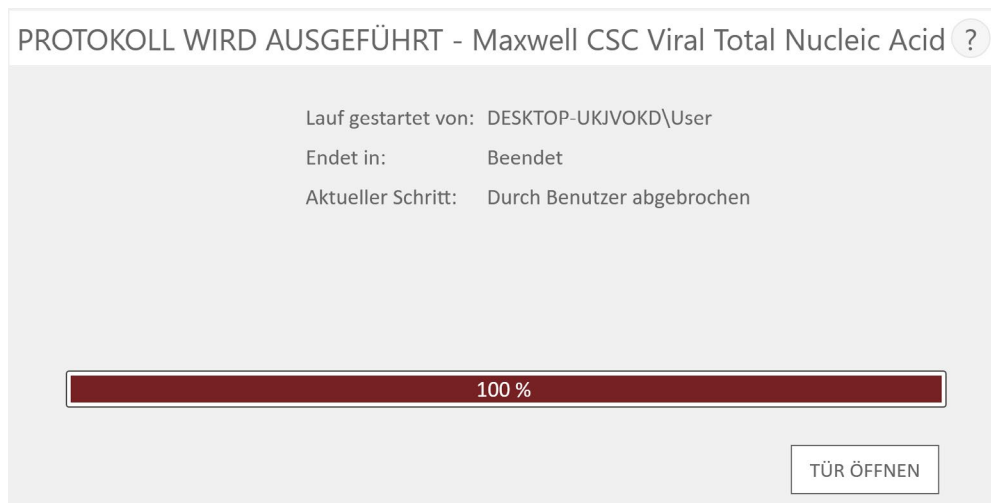 PROTOKOLL WIRD AUSGEFÜHRT - Maxwell CSC Viral Total Nucleic Acid ?
Lauf gestartet von: DESKTOP-UKJVOKD\User
Endet in: Beendet
Aktueller Schritt: Durch Benutzer abgebrochen
100 %
TÜR ÖFFNEN